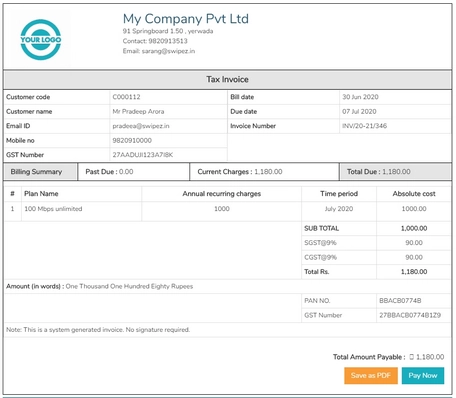 YOUR LOGO
My Company Pvt Ltd
91 Springboard 1.50 , yerwada
Contact: 9820913513
Email: sarang@swipez.in
Tax Invoice
Customer code C000112 Bill date 30 Jun 2020
Customer name Mr Pradeep Arora Due date 07 Jul 2020
Email ID pradeea@swipez.in Invoice Number INV/20-21/346
Mobile no 9820910000
GST Number 27AADUJI123A7I8K
Billing Summary Past Due : 0.00 Current Charges : 1,180.00 Total Due : 1,180.00
# Plan Name Annual recurring charges Time period Absolute cost
1 100 Mbps unlimited 1000 July 2020 1000.00
SUB TOTAL 1,000.00
SGST@9% 90.00
CGST@9% 90.00
Total Rs. 1,180.00
Amount (in words) : One Thousand One Hundred Eighty Rupees
PAN NO. BBACB0774B
GST Number 27BBACB0774B1Z9
Note: This is a system generated invoice. No signature required.
Total Amount Payable : 1,180.00
Save as PDF Pay Now